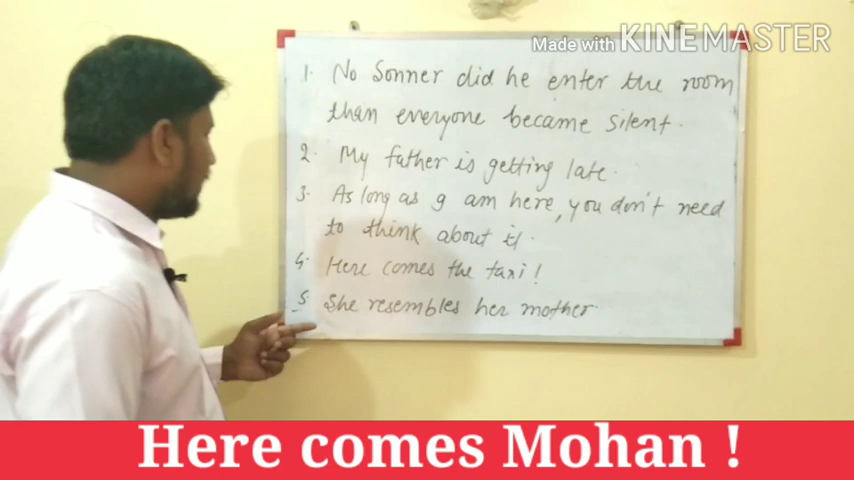 Made with KINEMASTER
1. No Sonner did he enter the room
than everyone became silent.
2. My father is getting late.
3. As long as g am here, you don't need
to think about it.
4. Here comes the taxi!
5. She resembles her mother.
Here comes Mohan !